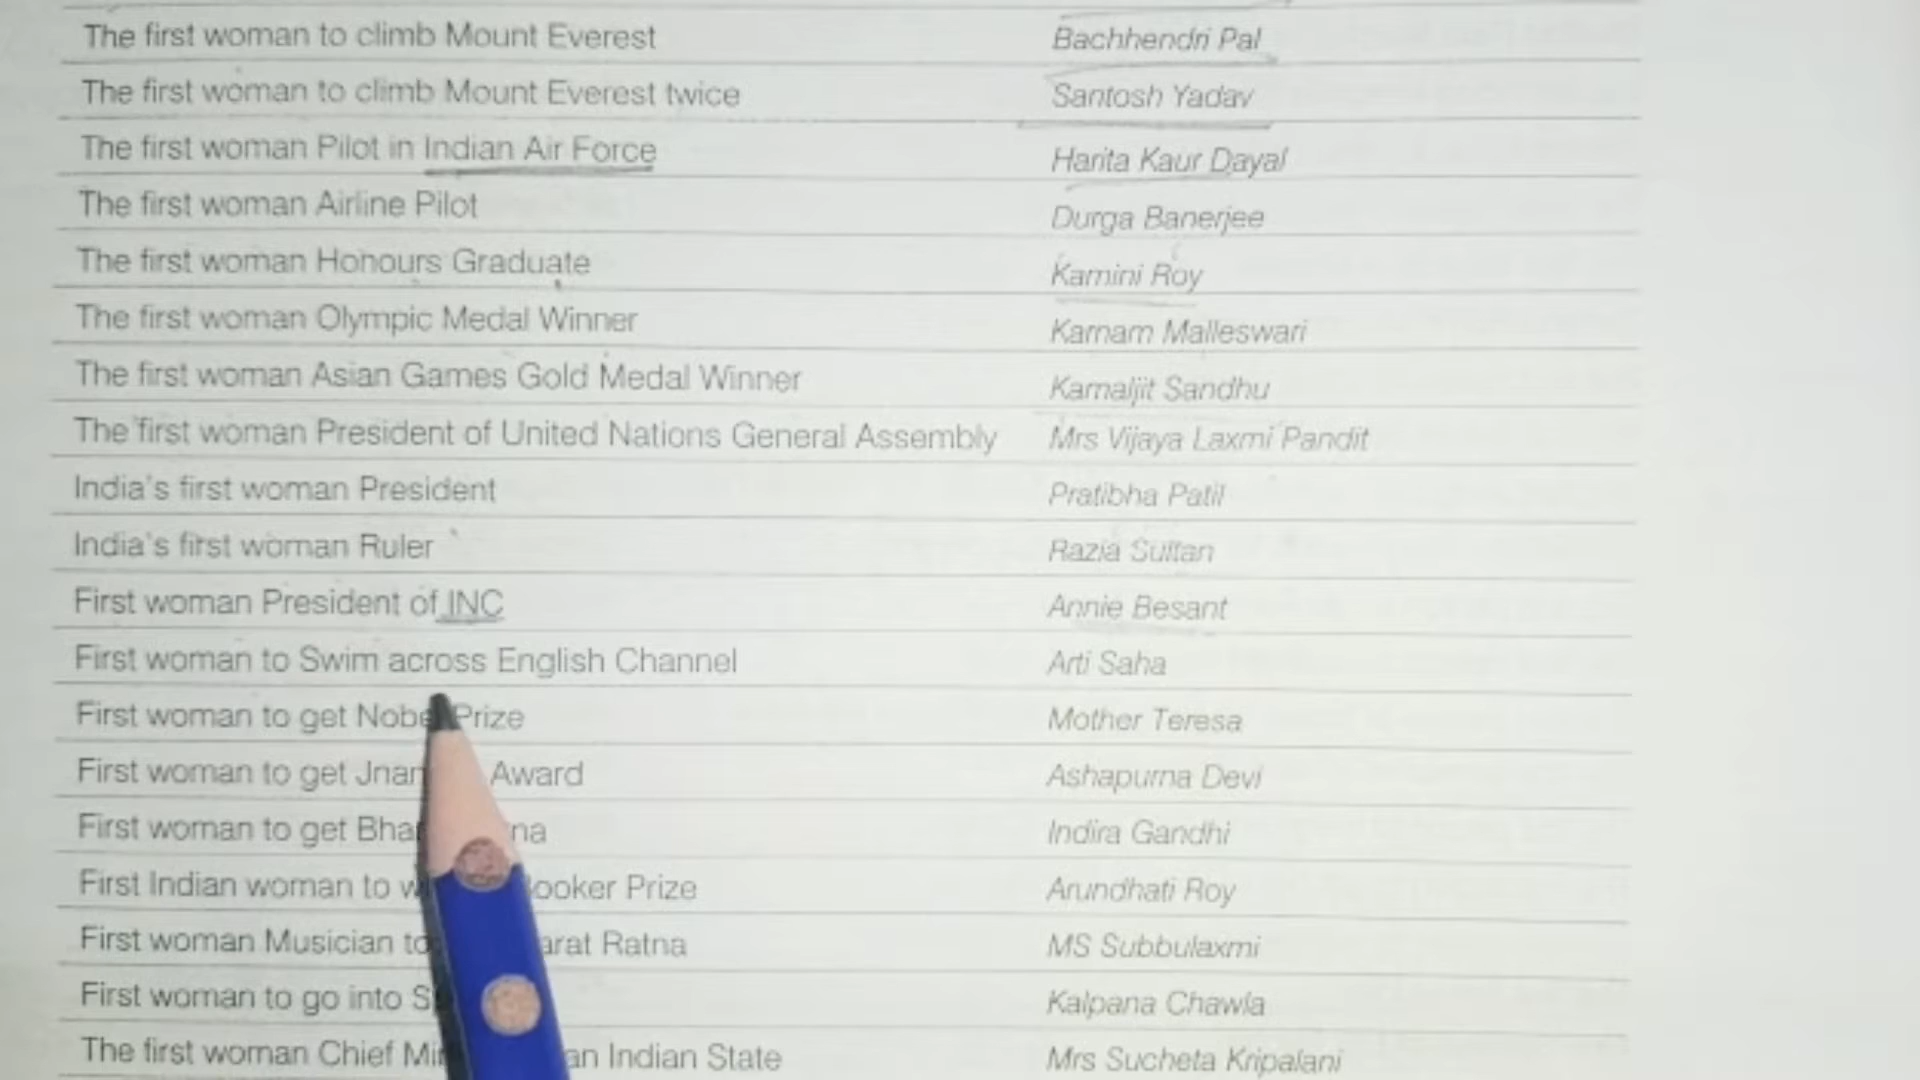 The first woman to climb Mount Everest Bachhendri Pal
The first woman to climb Mount Everest twice Santosh Yadav
The first woman Pilot in Indian Air Force Harita Kaur Dayal
The first woman Airline Pilot Durga Banerjee
The first woman Honours Graduate Kamini Roy
The first woman Olympic Medal Winner Karnam Malleswari
The first woman Asian Games Gold Medal Winner Kamaljit Sandhu
The first woman President of United Nations General Assembly Mrs Vijaya Laxmi Pandit
India's first woman President Pratibha Patil
India's first woman Ruler Razia Sultan
First woman President of INC Annie Besant
First woman to Swim across English Channel Arti Saha
First woman to get Nobel Prize Mother Teresa
First woman to get Award Ashapurna Devi
First woman to get Indira Gandhi
First Indian woman to Booker Prize Arundhati Roy
First woman Musician to Ratna MS Subbulaxmi
First woman to go into Kalpana Chawla
The first woman Chief an Indian State Mrs Sucheta Kripalani